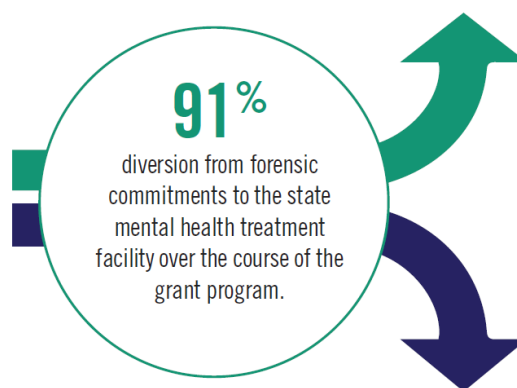 91%
diversion from forensic
commitments to the state
mental health treatment
facility over the course of the
grant program.